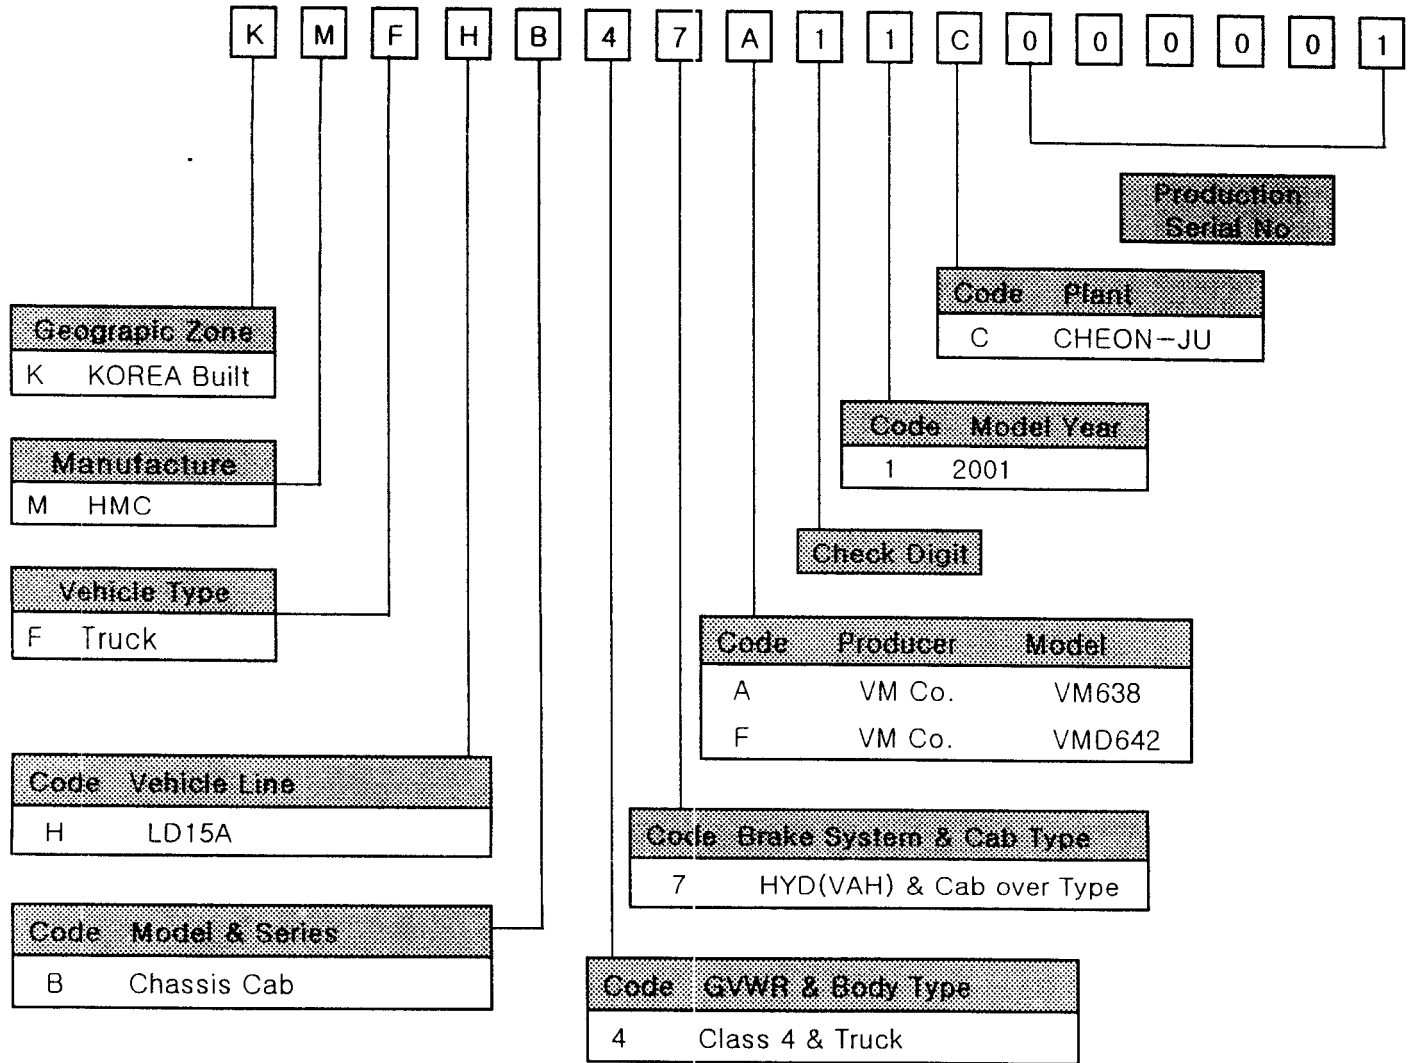 K M F H B 4 7 A 1 1 C 0 0 0 0 0 1
Production
Serial No
Code Plant
C CHEON-JU
Geograpic Zone
K KOREA Built
Code Model Year
1 2001
Manufacture
M HMC
Check Digit
Vehicle Type
F Truck
Code Producer Model
A VM Co. VM638
F VM Co. VMD642
Code Vehicle Line
H LD15A
Code Brake System & Cab Type
7 HYD(VAH) & Cab over Type
Code Model & Series
B Chassis Cab
Code GVWR & Body Type
4 Class 4 & Truck